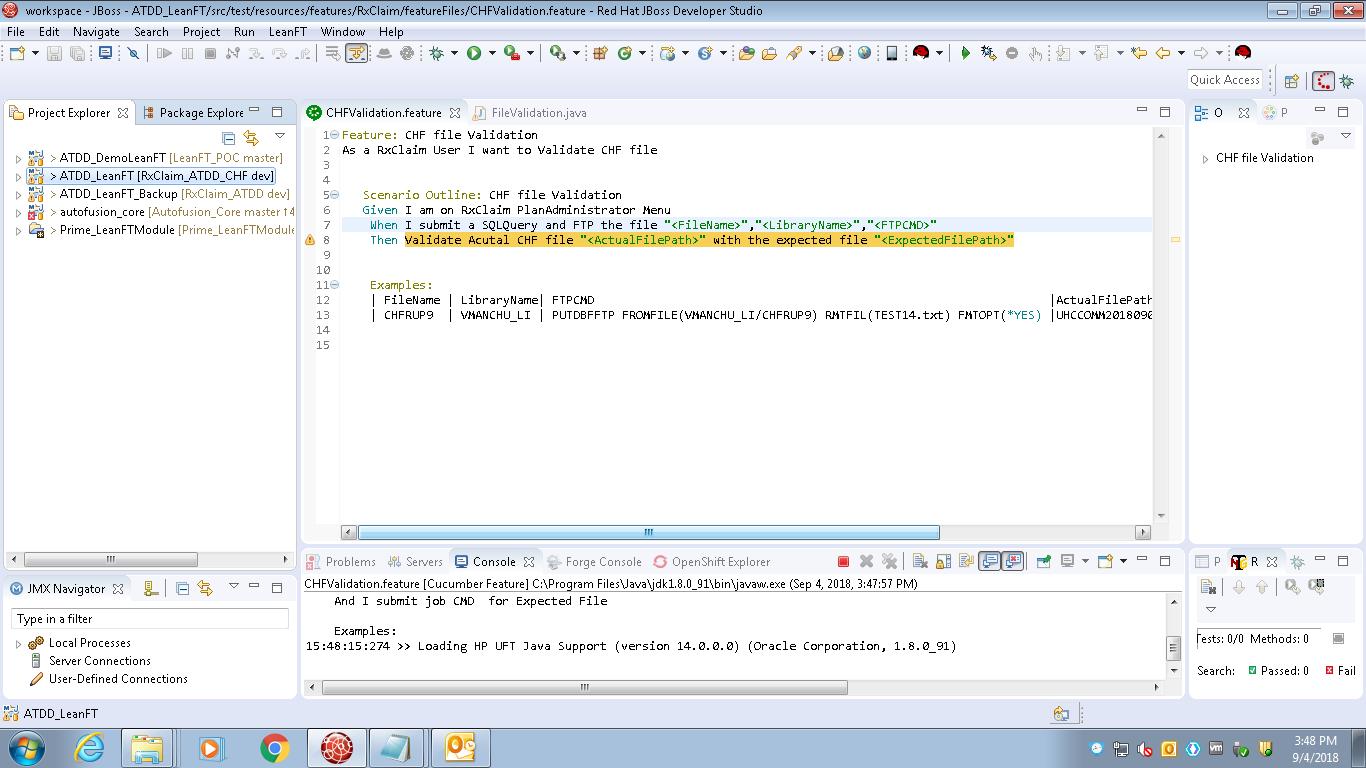 workspace - JBoss - ATDD_LeanFT/src/test/resources/features/RxClaim/featureFiles/CHFValidation.feature - Red Hat JBoss Developer Studio
File Edit Navigate Search Project Run LeanFT Window Help
Quick Access
Project Explorer
Package Explore
> ATDD_DemoLeanFT [LeanFT_POC master]
> ATDD_LeanFT [RxClaim_ATDD_CHF dev]
> ATDD_LeanFT_Backup [RxClaim_ATDD dev]
> autofusion_core [Autofusion_Core master ↑4
> Prime_LeanFTModule [Prime_LeanFTModule
CHFValidation.feature
FileValidation.java
1 Feature: CHF file Validation
2 As a RxClaim User I want to Validate CHF file
3
4
5 Scenario Outline: CHF file Validation
6 Given I am on RxClaim PlanAdministrator Menu
7 When I submit a SQLQuery and FTP the file "<FileName>","<LibraryName>","<FTPCMD>"
8 Then Validate Acutal CHF file "<ActualFilePath>" with the expected file "<ExpectedFilePath>"
9
10
11 Examples:
12 | FileName | LibraryName| FTPCMD |ActualFilePath
13 | CHFRUP9 | VMANCHU_LI | PUTDBFFTP FROMFILE(VMANCHU_LI/CHFRUP9) RMTFIL(TEST14.txt) FMTOPT(*YES) |UHCCOMM2018090
14
15
O
P
CHF file Validation
JMX Navigator
Type in a filter
Local Processes
Server Connections
User-Defined Connections
Problems
Servers
Console
Forge Console
OpenShift Explorer
CHFValidation.feature [Cucumber Feature] C:\Program Files\Java\jdk1.8.0_91\bin\javaw.exe (Sep 4, 2018, 3:47:57 PM)
And I submit job CMD  for Expected File
Examples:
15:48:15:274 >> Loading HP UFT Java Support (version 14.0.0.0) (Oracle Corporation, 1.8.0_91)
P
R
Tests: 0/0 Methods: 0
Search: Passed: 0 Fail
ATDD_LeanFT
3:48 PM
9/4/2018